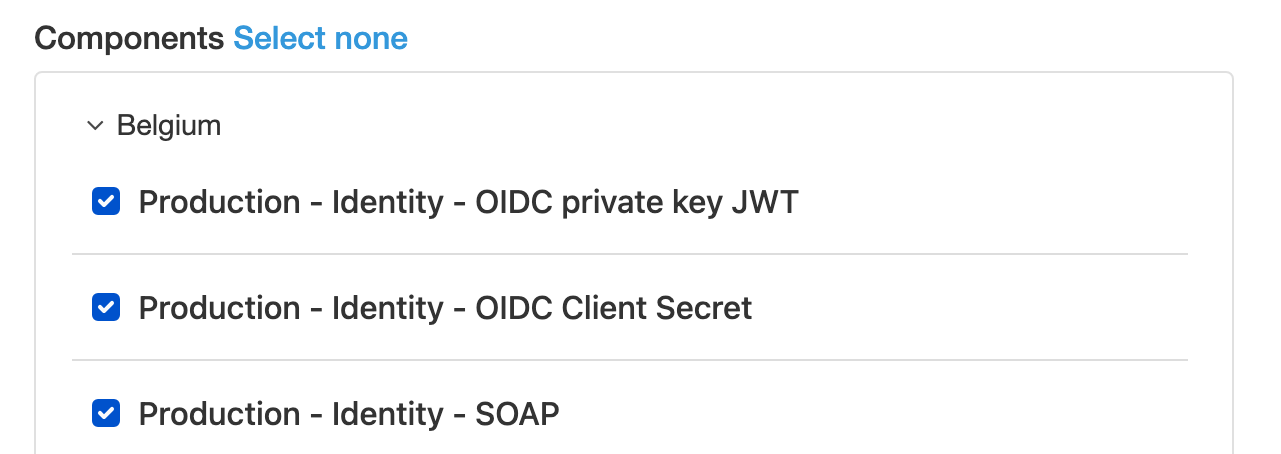 Components Select none
Belgium
Production - Identity - OIDC private key JWT
Production - Identity - OIDC Client Secret
Production - Identity - SOAP